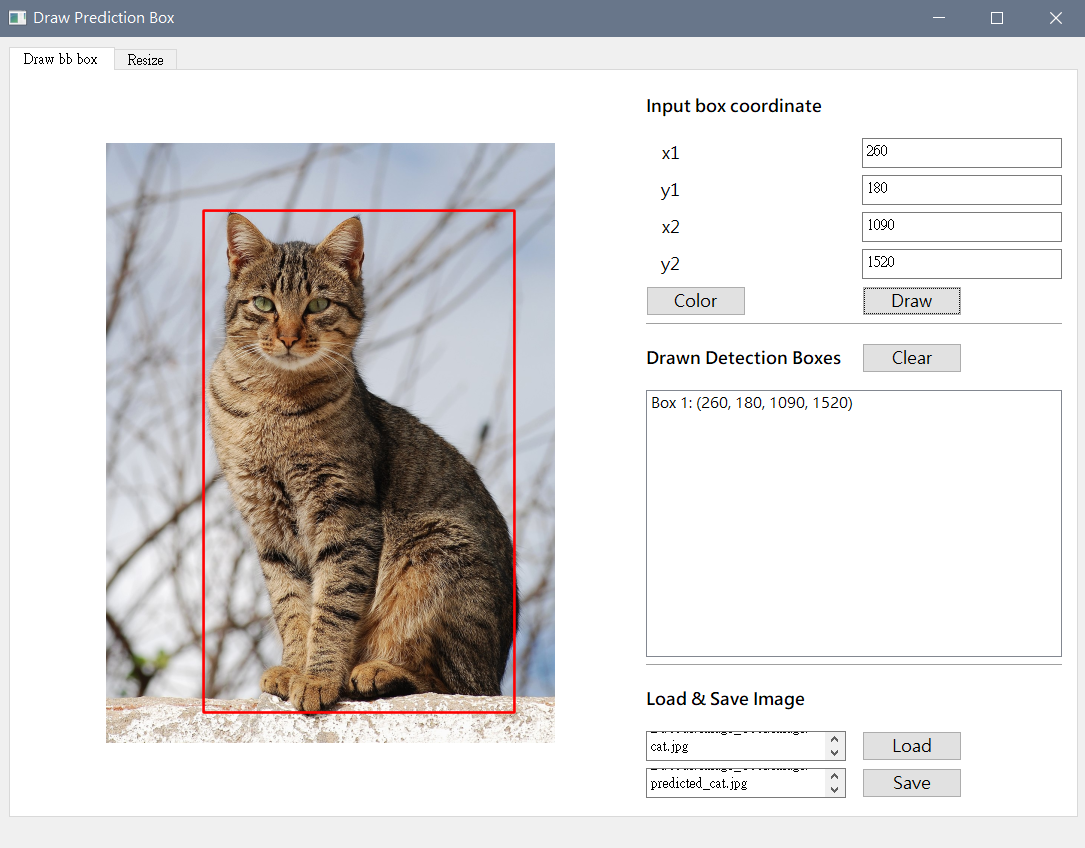 Draw Prediction Box
Draw bb box
Resize
Input box coordinate
x1
260
y1
180
x2
1090
y2
1520
Color
Draw
Drawn Detection Boxes
Clear
Box 1: (260, 180, 1090, 1520)
Load & Save Image
cat.jpg
Load
predicted_cat.jpg
Save